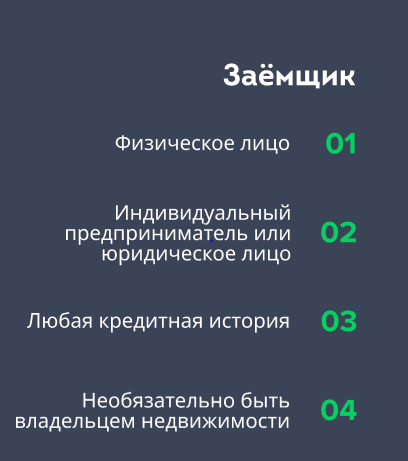 Заёмщик
Физическое лицо 01
Индивидуальный
предприниматель или 02
юридическое лицо
Любая кредитная история 03
Необязательно быть
владельцем недвижимости 04